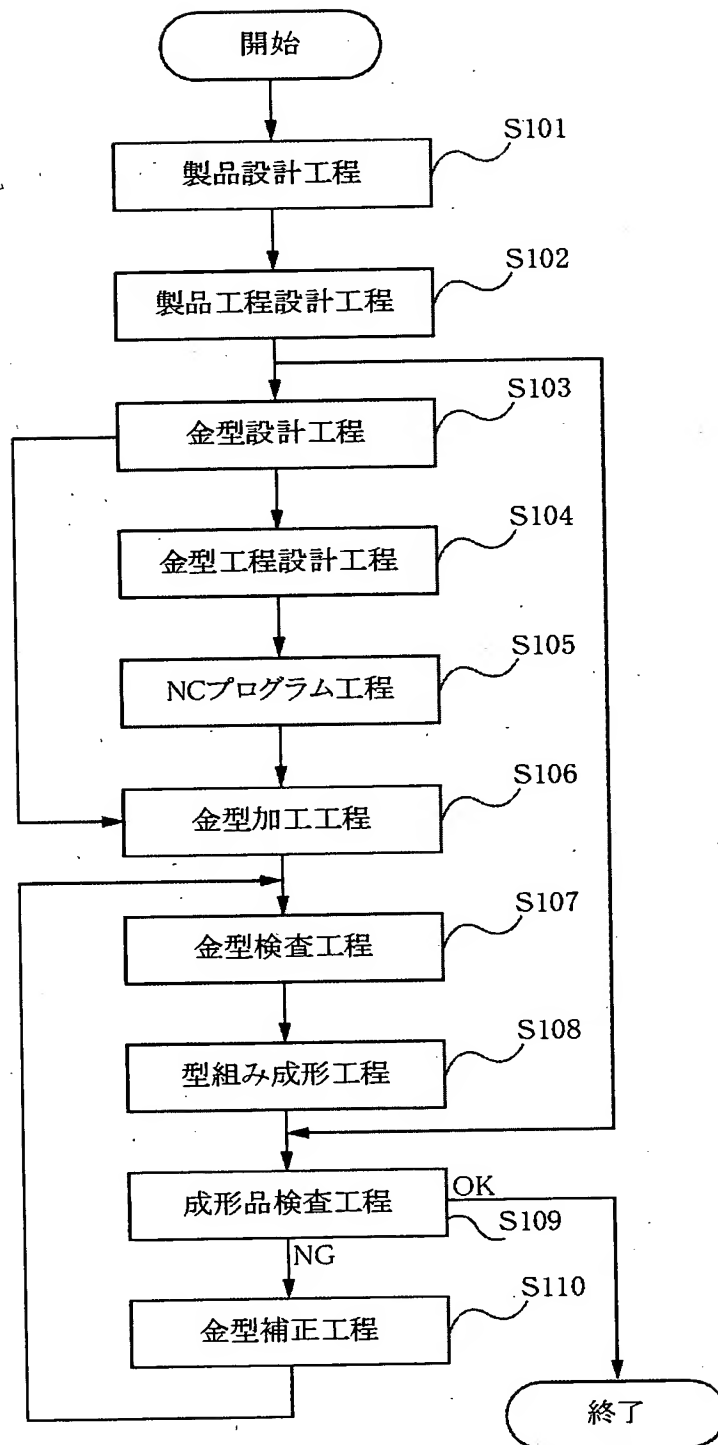 開始
S101
製品設計工程
S102
製品工程設計工程
S103
金型設計工程
S104
金型工程設計工程
S105
NCプログラム工程
S106
金型加工工程
S107
金型検査工程
S108
型組み成形工程
成形品検査工程
OK
S109
NG
S110
金型補正工程
終了